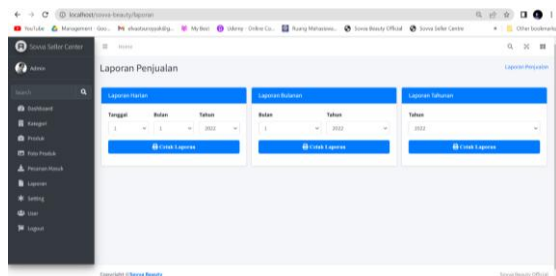 localhost/sovva-beauty/laporan
YouTube
My Best
Udemy - Online Co...
Ruang Mahasiswa...
Sovva Beauty Official
Sovva Seller Centre
Other bookmarks
Sovva Seller Center
Home
Admin
Laporan Penjualan
Laporan Penjualan
Search
Dashboard
Kategori
Produk
Foto Produk
Pesanan Masuk
Laporan
Setting
User
Logout
Laporan Harian
Tanggal Bulan Tahun
1 1 2022
Cetak Laporan
Laporan Bulanan
Bulan Tahun
1 2022
Cetak Laporan
Laporan Tahunan
Tahun
2022
Cetak Laporan
Copyright © Sovva Beauty
Sovva Beauty Official